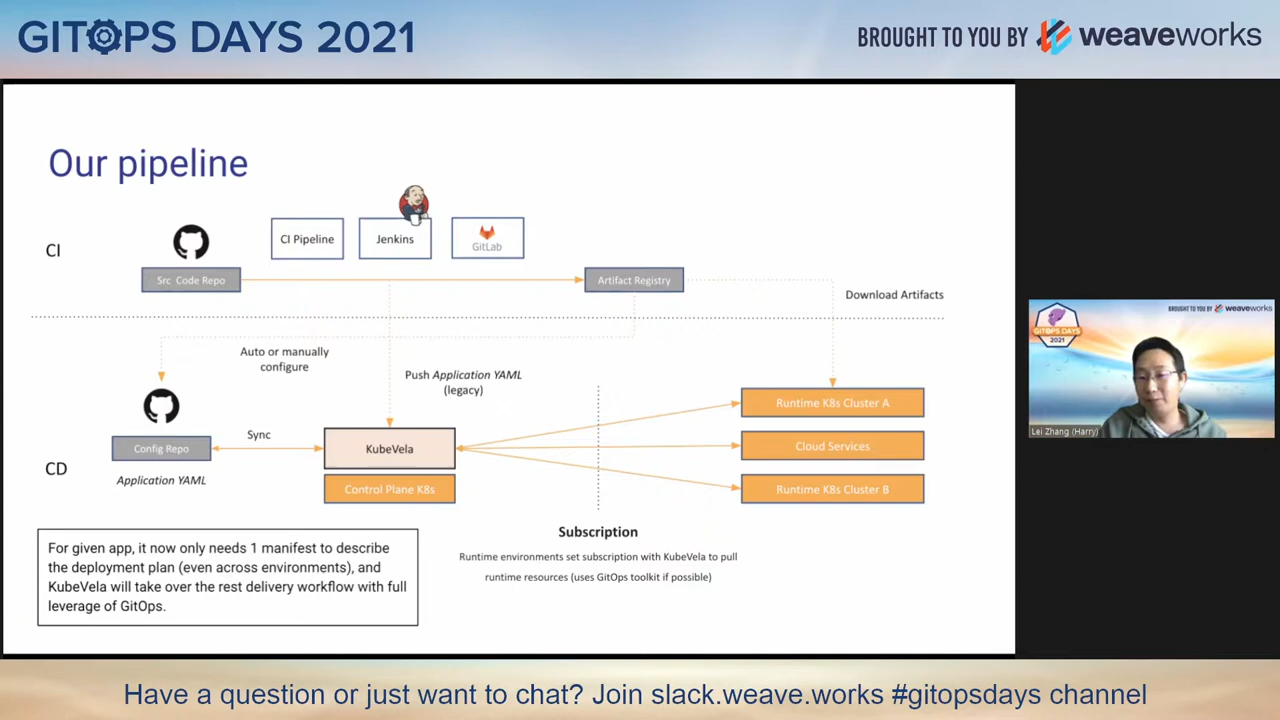 GITOPS DAYS 2021
BROUGHT TO YOU BY weaveworks
Our pipeline
CI
CI Pipeline
Jenkins
GitLab
Src Code Repo
Artifact Registry
Download Artifacts
Auto or manually
configure
Push Application YAML
(legacy)
Runtime K8s Cluster A
Sync
Config Repo
KubeVela
Cloud Services
CD
Application YAML
Control Plane K8s
Runtime K8s Cluster B
Subscription
Runtime environments set subscription with KubeVela to pull
runtime resources (uses GitOps toolkit if possible)
For given app, it now only needs 1 manifest to describe
the deployment plan (even across environments), and
KubeVela will take over the rest delivery workflow with full
leverage of GitOps.
BROUGHT TO YOU BY weaveworks
GITOPS DAYS
2021
Lei Zhang (Harry)
Have a question or just want to chat? Join slack.weave.works #gitopsdays channel